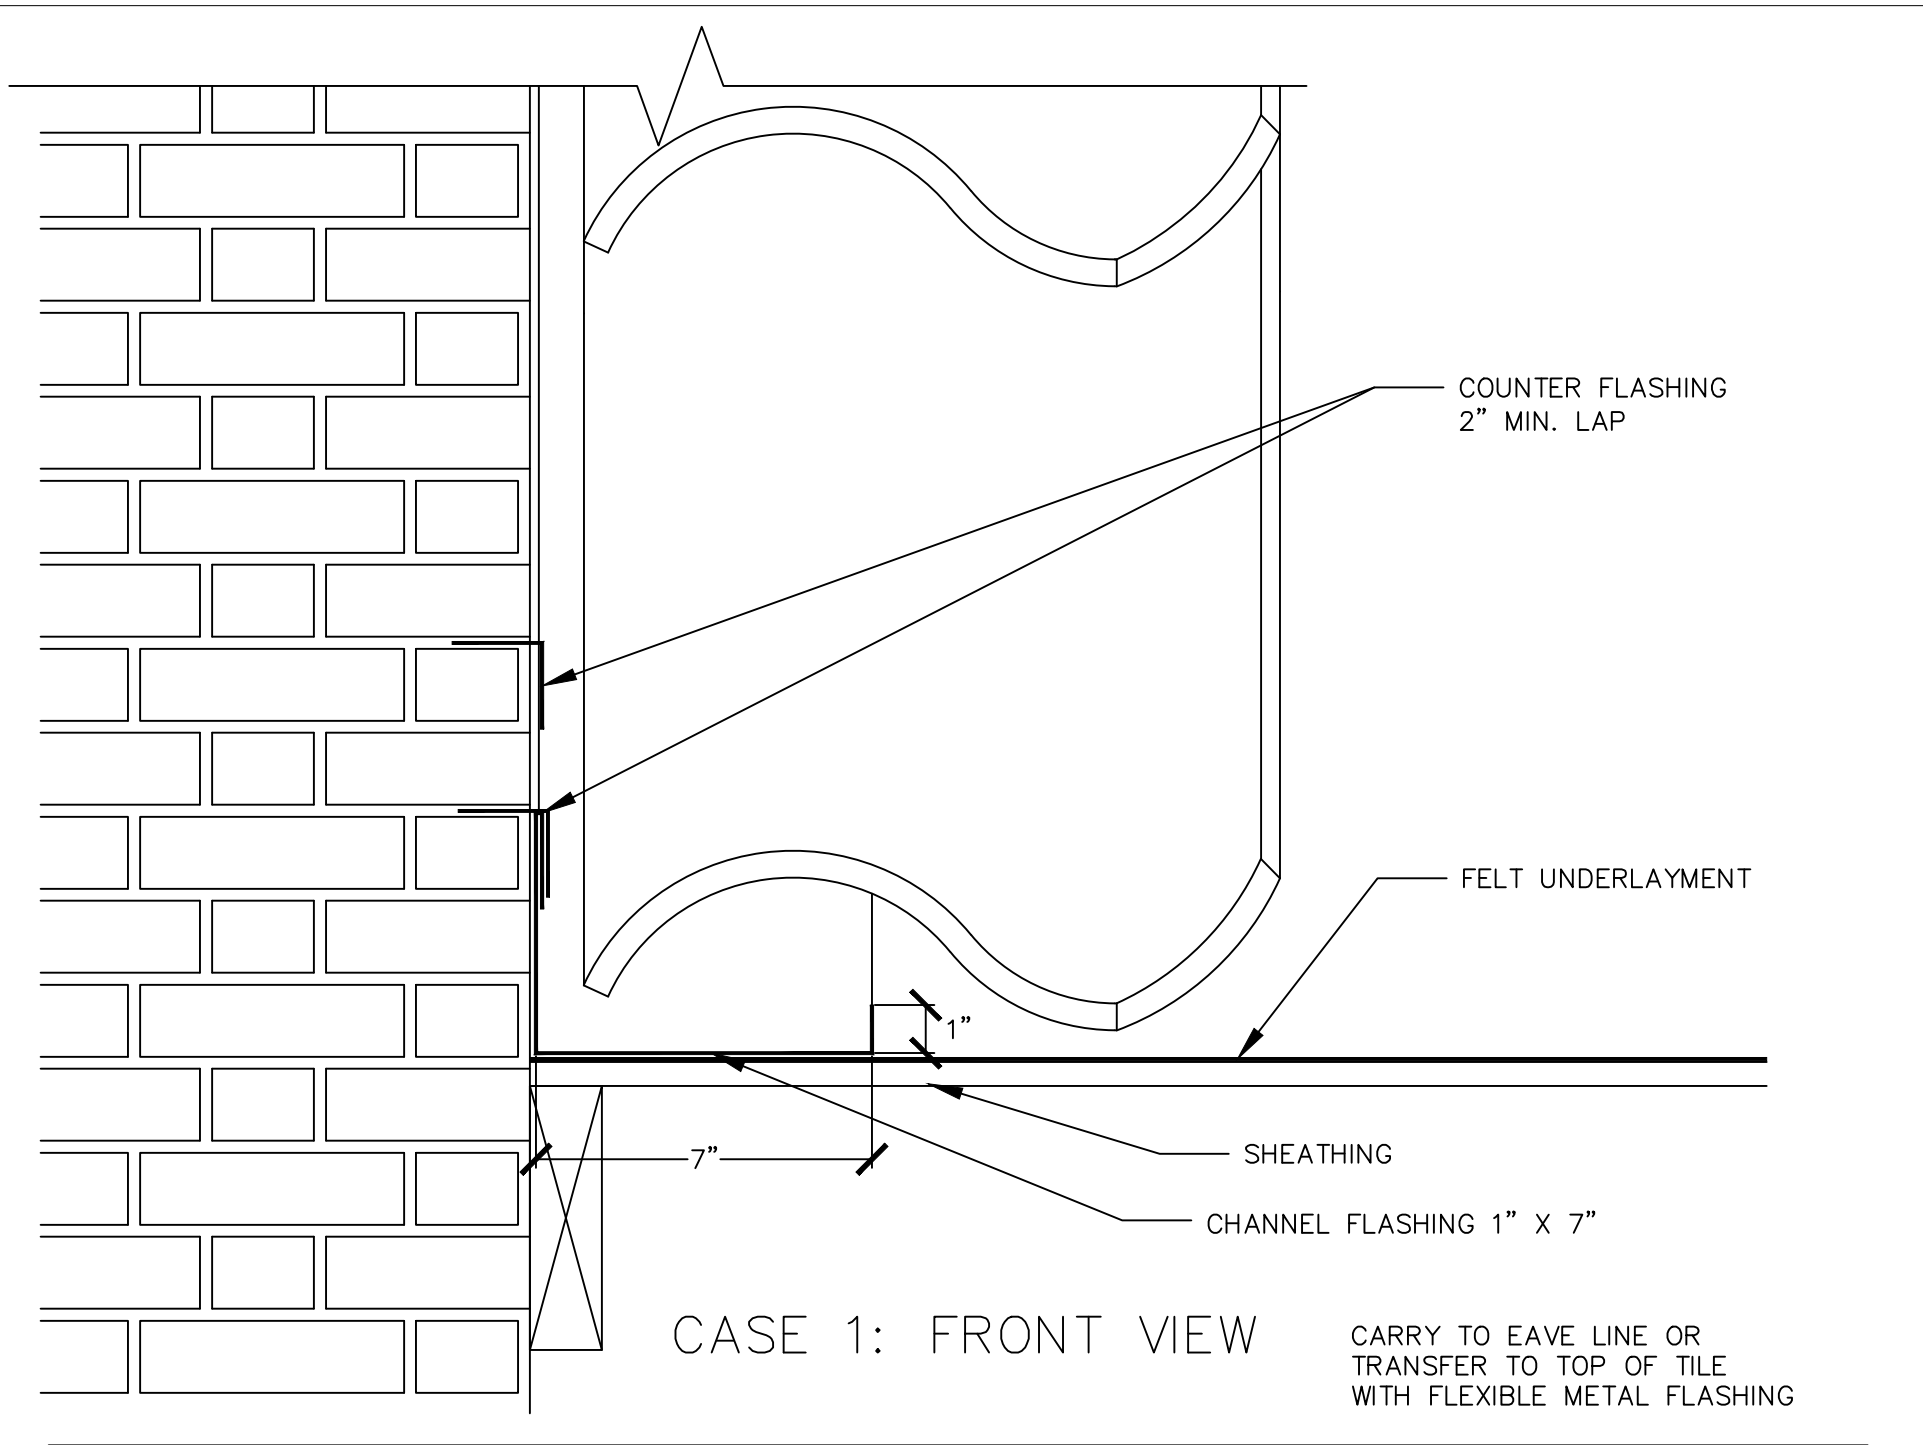 COUNTER FLASHING
2” MIN. LAP
FELT UNDERLAYMENT
1”
7”
SHEATHING
CHANNEL FLASHING 1” X 7”
CASE 1: FRONT VIEW
CARRY TO EAVE LINE OR
TRANSFER TO TOP OF TILE
WITH FLEXIBLE METAL FLASHING